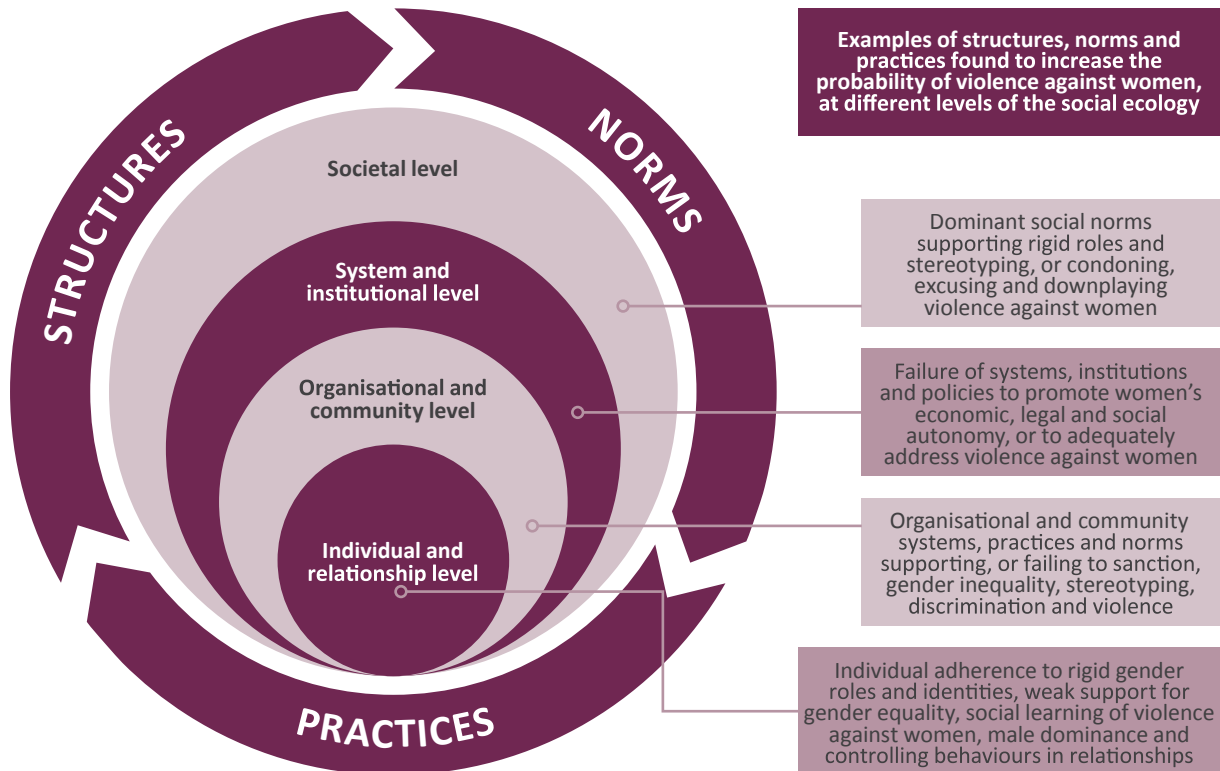 STRUCTURES
NORMS
PRACTICES
Societal level
System and
institutional level
Organisational and
community level
Individual and
relationship level
Examples of structures, norms and
practices found to increase the
probability of violence against women,
at different levels of the social ecology
Dominant social norms
supporting rigid roles and
stereotyping, or condoning,
excusing and downplaying
violence against women
Failure of systems, institutions
and policies to promote women’s
economic, legal and social
autonomy, or to adequately
address violence against women
Organisational and community
systems, practices and norms
supporting, or failing to sanction,
gender inequality, stereotyping,
discrimination and violence
Individual adherence to rigid gender
roles and identities, weak support for
gender equality, social learning of violence
against women, male dominance and
controlling behaviours in relationships